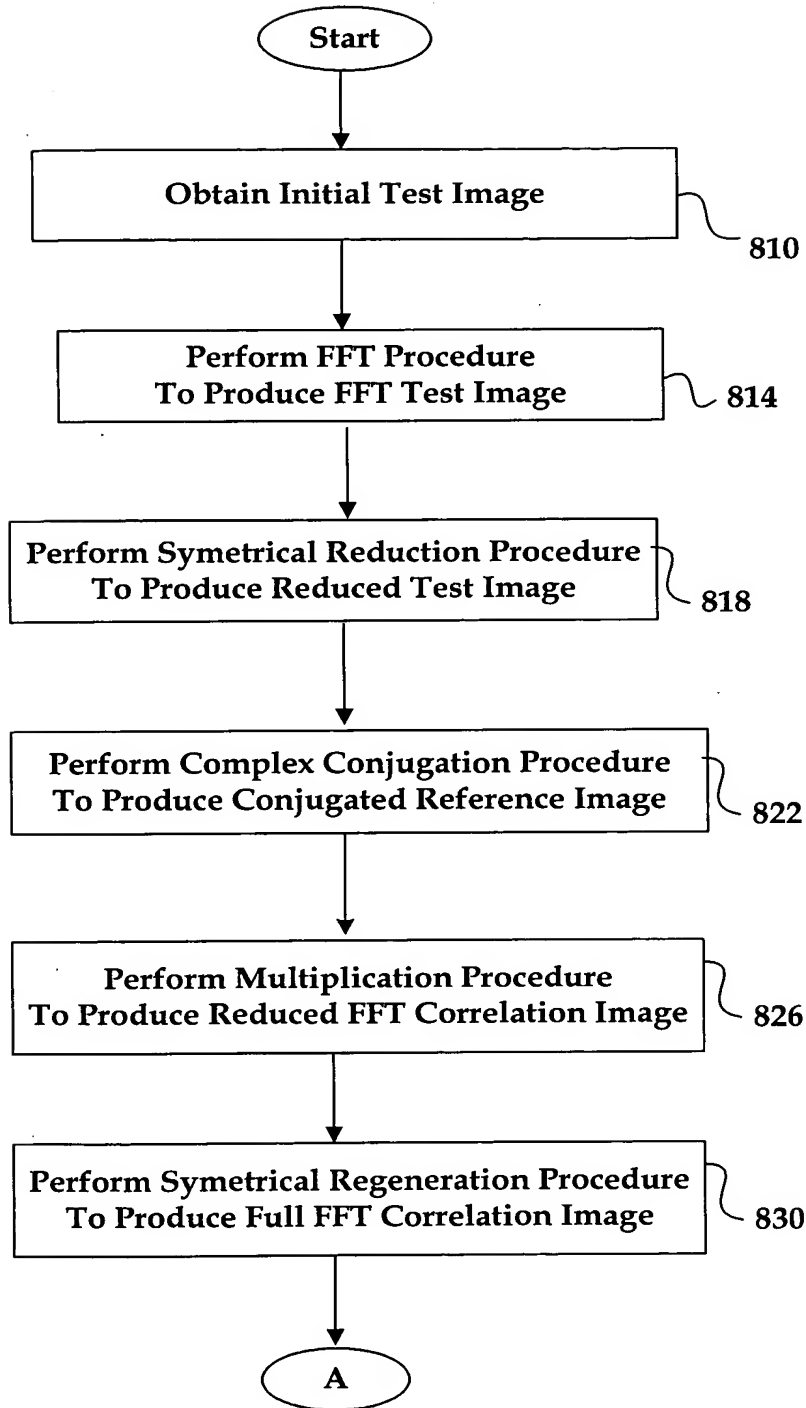 Start
Obtain Initial Test Image
810
Perform FFT Procedure
To Produce FFT Test Image
814
Perform Symetrical Reduction Procedure
To Produce Reduced Test Image
818
Perform Complex Conjugation Procedure
To Produce Conjugated Reference Image
822
Perform Multiplication Procedure
To Produce Reduced FFT Correlation Image
826
Perform Symetrical Regeneration Procedure
To Produce Full FFT Correlation Image
830
A